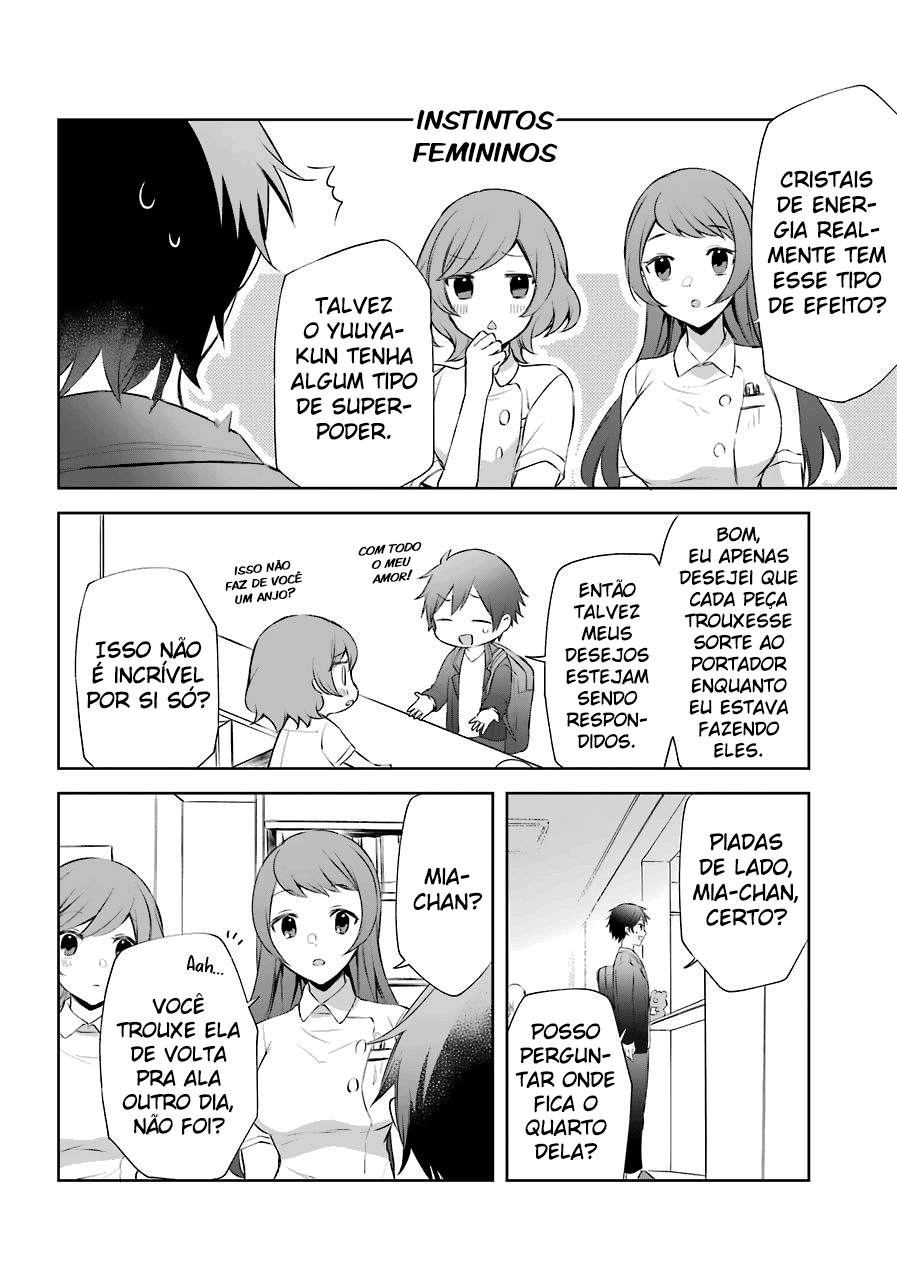 INSTINTOS
FEMININOS
CRISTAIS
DE ENER-
GIA REAL-
MENTE TEM
ESSE TIPO
DE EFEITO?
TALVEZ
O YUUYA-
KUN TENHA
ALGUM TIPO
DE SUPER-
PODER.
BOM,
EU APENAS
DESEJEI QUE
CADA PEÇA
TROUXESSE
SORTE AO
PORTADOR
ENQUANTO
EU ESTAVA
FAZENDO
ELES.
ENTÃO
TALVEZ
MEUS
DESEJOS
ESTEJAM
SENDO
RESPON-
DIDOS.
COM TODO
O MEU
AMOR!
ISSO NÃO
FAZ DE VOCÊ
UM ANJO?
ISSO NÃO
É INCRÍVEL
POR SI SÓ?
PIADAS
DE LADO,
MIA-CHAN,
CERTO?
POSSO
PERGUN-
TAR ONDE
FICA O
QUARTO
DELA?
MIA-
CHAN?
Aah...
VOCÊ
TROUXE ELA
DE VOLTA
PRA ALA
OUTRO DIA,
NÃO FOI?